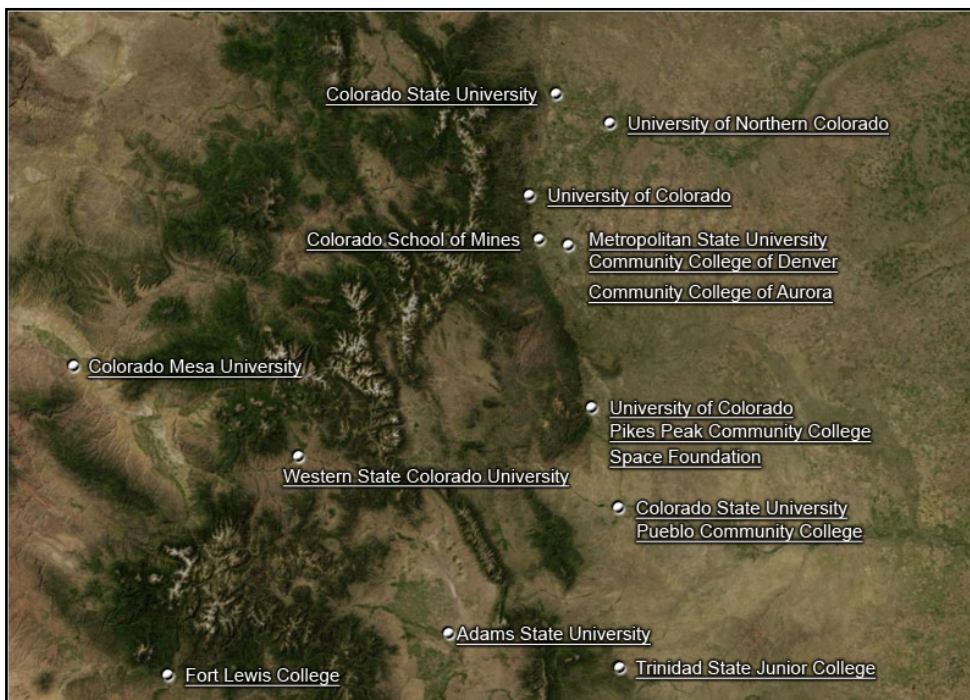 Colorado State University
University of Northern Colorado
University of Colorado
Colorado School of Mines
Metropolitan State University
Community College of Denver
Community College of Aurora
Colorado Mesa University
University of Colorado
Pikes Peak Community College
Space Foundation
Western State Colorado University
Colorado State University
Pueblo Community College
Adams State University
Fort Lewis College
Trinidad State Junior College